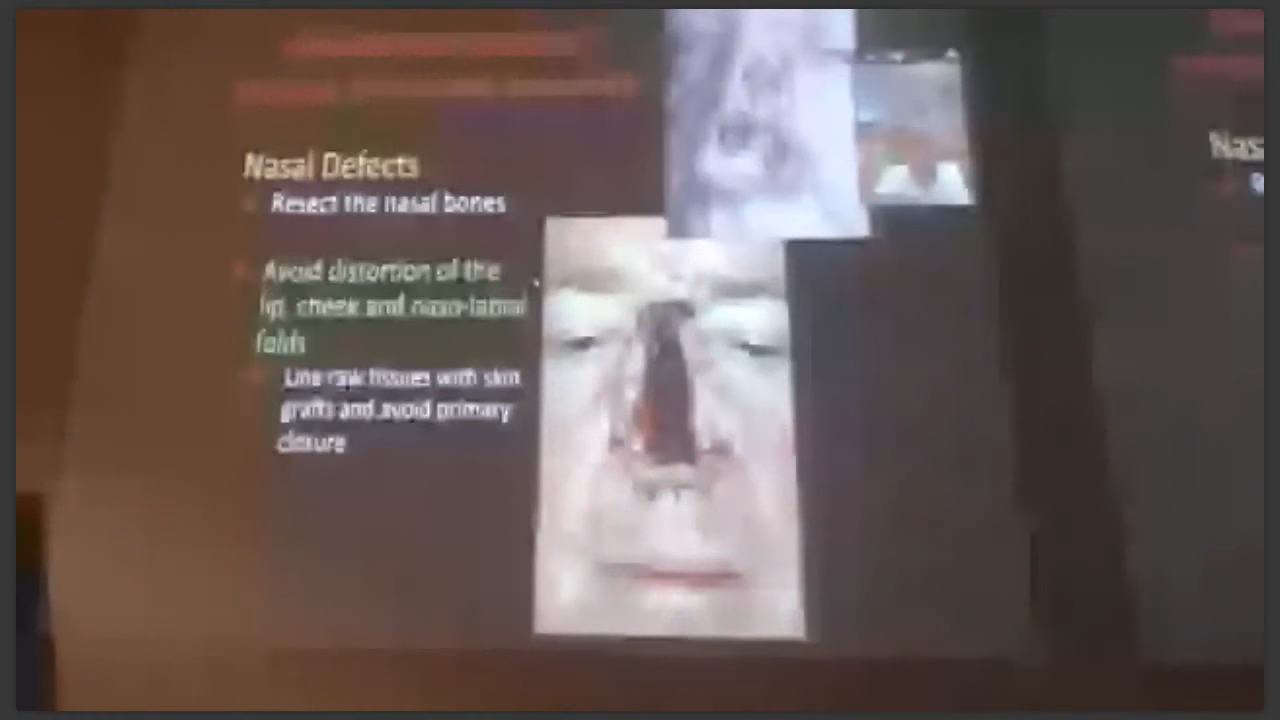 Nasal Defects
Resect the nasal bones
Avoid distortion of the
lip, cheek and naso-labial
folds
Line raw tissues with skin
grafts and avoid primary
closure
Nas